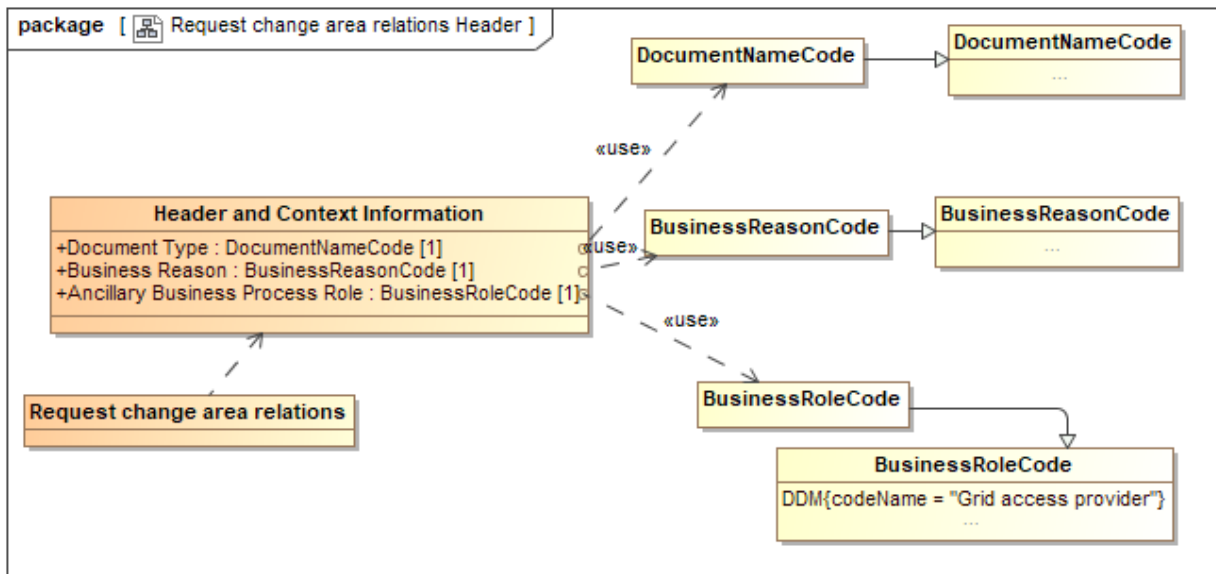 package [ Request change area relations Header ]
DocumentNameCode
DocumentNameCode
...
«use»
Header and Context Information
+Document Type : DocumentNameCode [1]
+Business Reason : BusinessReasonCode [1]
+Ancillary Business Process Role : BusinessRoleCode [1]
«use»
BusinessReasonCode
BusinessReasonCode
...
«use»
Request change area relations
BusinessRoleCode
BusinessRoleCode
DDM{codeName = "Grid access provider"}
...